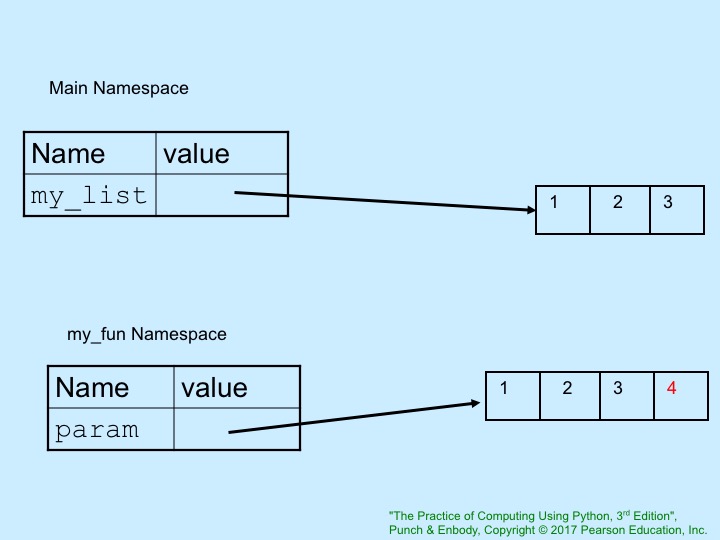 Main Namespace
Name value
my_list
1 2 3
my_fun Namespace
Name value
param
1 2 3 4
"The Practice of Computing Using Python, 3rd Edition",
Punch & Enbody, Copyright © 2017 Pearson Education, Inc.